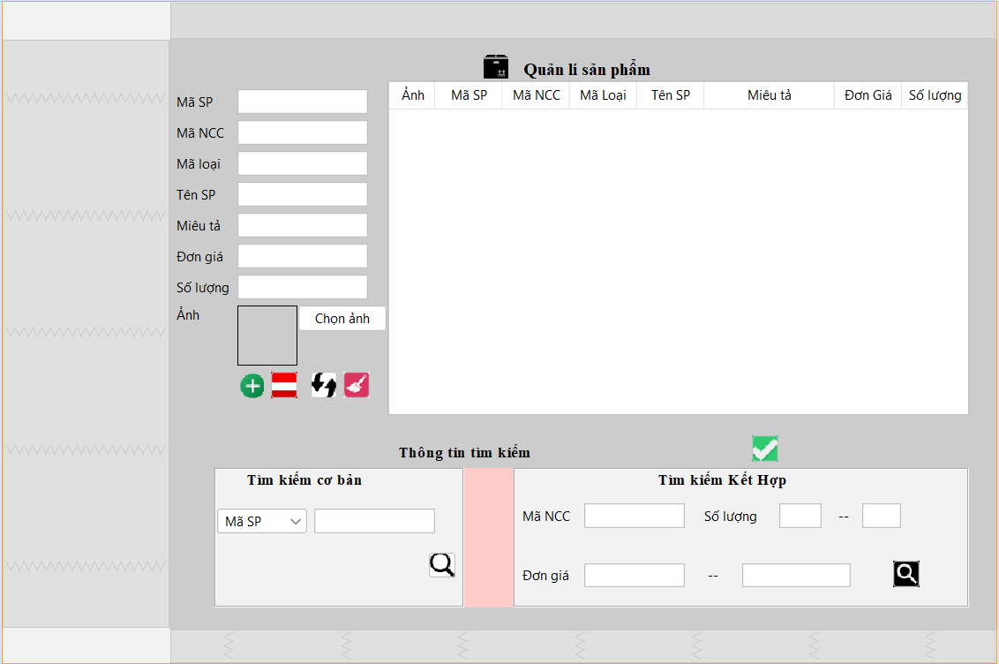 Quản lí sản phẩm
Mã SP
Mã NCC
Mã loại
Tên SP
Miêu tả
Đơn giá
Số lượng
Ảnh
Chọn ảnh
Ảnh Mã SP Mã NCC Mã Loại Tên SP Miêu tả Đơn Giá Số lượng
Thông tin tìm kiếm
Tìm kiếm cơ bản
Mã SP
Tìm kiếm Kết Hợp
Mã NCC Số lượng --
Đơn giá --